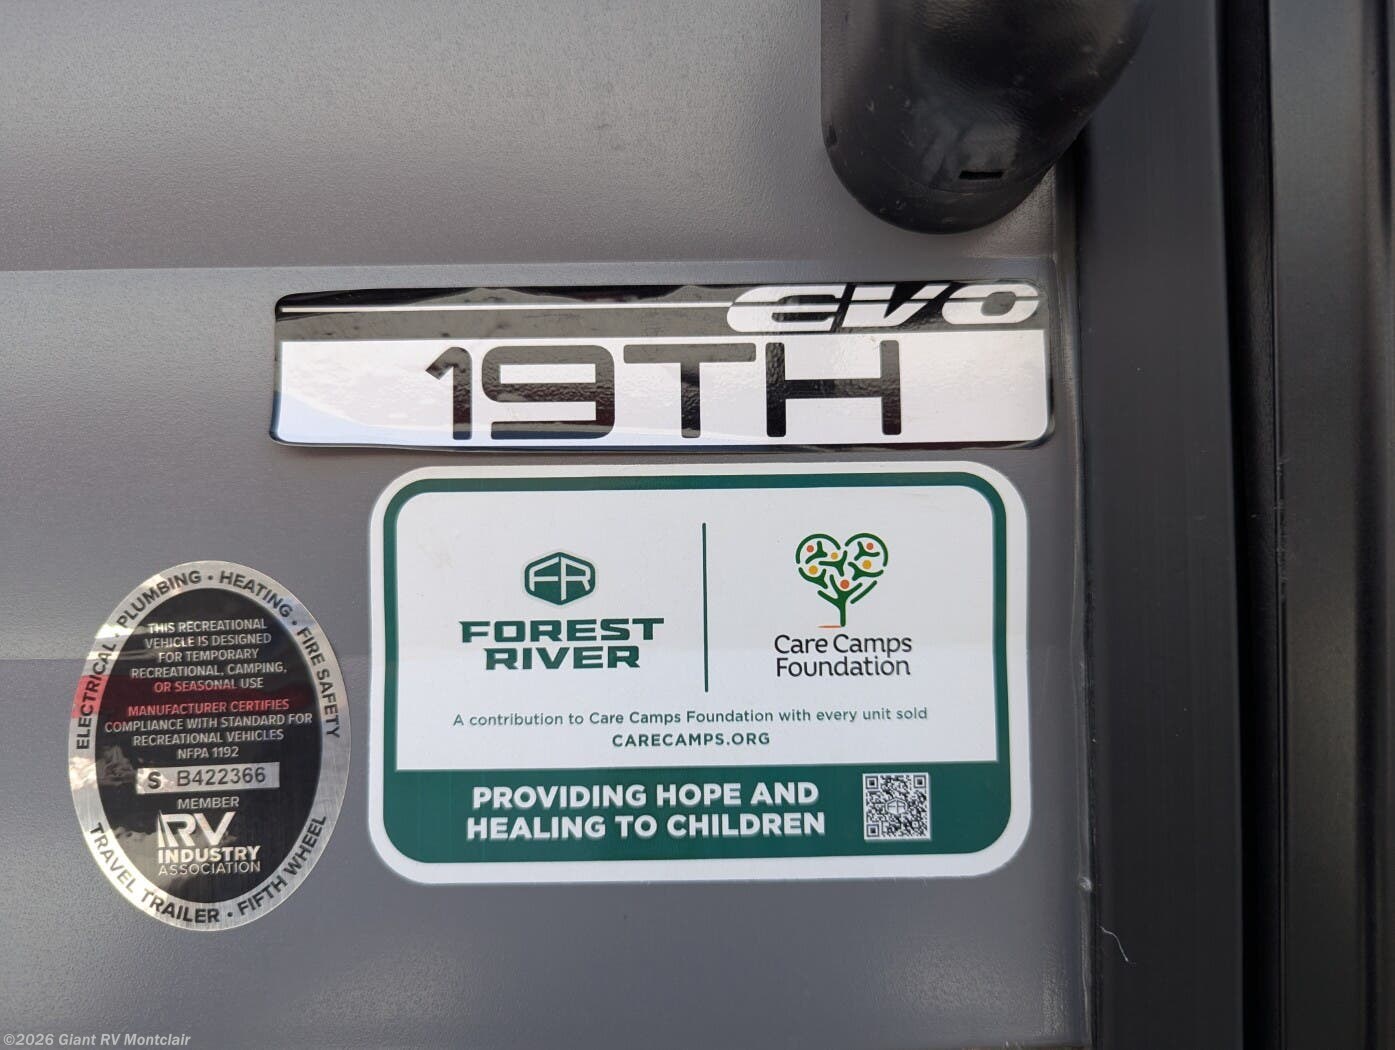 EVO
19TH
FR
FOREST
RIVER
Care Camps
Foundation
A contribution to Care Camps Foundation with every unit sold
CARECAMPS.ORG
PROVIDING HOPE AND
HEALING TO CHILDREN
ELECTRICAL · PLUMBING · HEATING · FIRE SAFETY
THIS RECREATIONAL
VEHICLE IS DESIGNED
FOR TEMPORARY
RECREATIONAL, CAMPING,
OR SEASONAL USE
MANUFACTURER CERTIFIES
COMPLIANCE WITH STANDARD FOR
RECREATIONAL VEHICLES
NFPA 1192
S B422366
MEMBER
RV
INDUSTRY
ASSOCIATION
TRAVEL TRAILER · FIFTH WHEEL
©2026 Giant RV Montclair